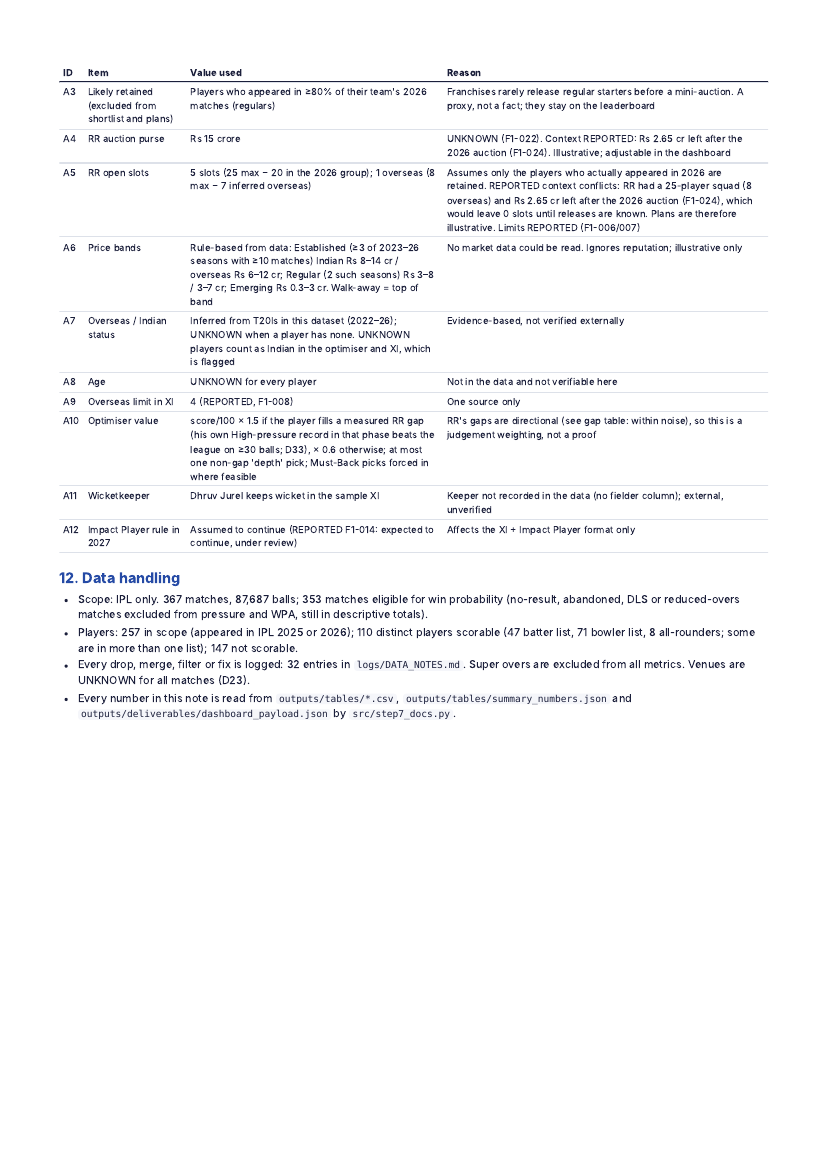 ID Item Value used Reason
A3 Likely retained Players who appeared in ≥80% of their team's 2026 Franchises rarely release regular starters before a mini-auction. A
(excluded from matches (regulars) proxy, not a fact; they stay on the leaderboard
shortlist and plans)
A4 RR auction purse Rs 15 crore UNKNOWN (F1-022). Context REPORTED: Rs 2.65 cr left after the
2026 auction (F1-024). Illustrative; adjustable in the dashboard
A5 RR open slots 5 slots (25 max − 20 in the 2026 group); 1 overseas (8 Assumes only the players who actually appeared in 2026 are
max − 7 inferred overseas) retained. REPORTED context conflicts: RR had a 25-player squad (8
overseas) and Rs 2.65 cr left after the 2026 auction (F1-024), which
would leave 0 slots until releases are known. Plans are therefore
illustrative. Limits REPORTED (F1-006/007)
A6 Price bands Rule-based from data: Established (≥3 of 2023–26 No market data could be read. Ignores reputation; illustrative only
seasons with ≥10 matches) Indian Rs 8–14 cr /
overseas Rs 6–12 cr; Regular (2 such seasons) Rs 3–8
/ 3–7 cr; Emerging Rs 0.3–3 cr. Walk-away = top of
band
A7 Overseas / Indian Inferred from T20Is in this dataset (2022–26); Evidence-based, not verified externally
status UNKNOWN when a player has none. UNKNOWN
players count as Indian in the optimiser and XI, which
is flagged
A8 Age UNKNOWN for every player Not in the data and not verifiable here
A9 Overseas limit in XI 4 (REPORTED, F1-008) One source only
A10 Optimiser value score/100 × 1.5 if the player fills a measured RR gap RR's gaps are directional (see gap table: within noise), so this is a
(his own High-pressure record in that phase beats the judgement weighting, not a proof
league on ≥30 balls; D33), × 0.6 otherwise; at most
one non-gap 'depth' pick; Must-Back picks forced in
where feasible
A11 Wicketkeeper Dhruv Jurel keeps wicket in the sample XI Keeper not recorded in the data (no fielder column); external,
unverified
A12 Impact Player rule in Assumed to continue (REPORTED F1-014: expected to Affects the XI + Impact Player format only
2027 continue, under review)
12. Data handling
• Scope: IPL only. 367 matches, 87,687 balls; 353 matches eligible for win probability (no-result, abandoned, DLS or reduced-overs
matches excluded from pressure and WPA, still in descriptive totals).
• Players: 257 in scope (appeared in IPL 2025 or 2026); 110 distinct players scorable (47 batter list, 71 bowler list, 8 all-rounders; some
are in more than one list); 147 not scorable.
• Every drop, merge, filter or fix is logged: 32 entries in logs/DATA_NOTES.md. Super overs are excluded from all metrics. Venues are
UNKNOWN for all matches (D23).
• Every number in this note is read from outputs/tables/*.csv, outputs/tables/summary_numbers.json and
outputs/deliverables/dashboard_payload.json by src/step7_docs.py.